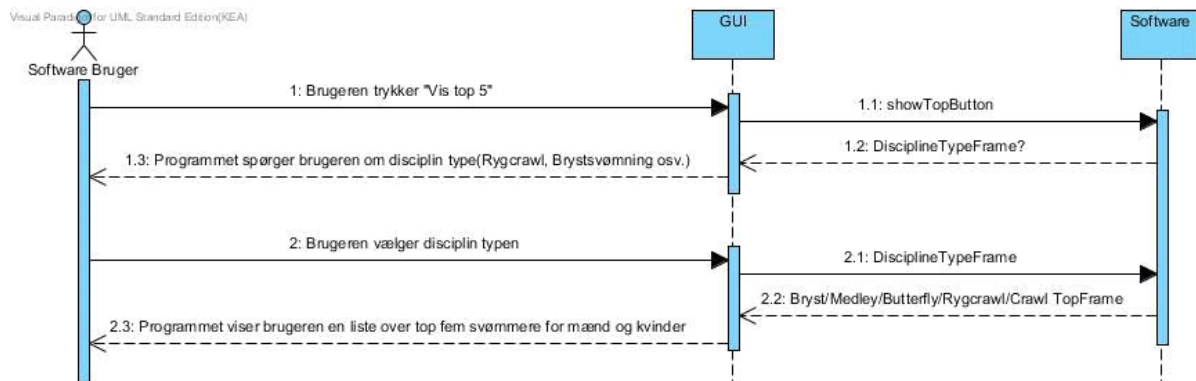 Visual Paradigm for UML Standard Edition(KEA)
GUI
Software
Software Bruger
1: Brugeren trykker "Vis top 5"
1.1: showTopButton
1.2: DisciplineTypeFrame?
1.3: Programmet spørger brugeren om disciplin type(Rygcrawl, Brystsvømning osv.)
2: Brugeren vælger disciplin typen
2.1: DisciplineTypeFrame
2.2: Bryst/Medley/Butterfly/Rygcrawl/Crawl TopFrame
2.3: Programmet viser brugeren en liste over top fem svømmere for mænd og kvinder